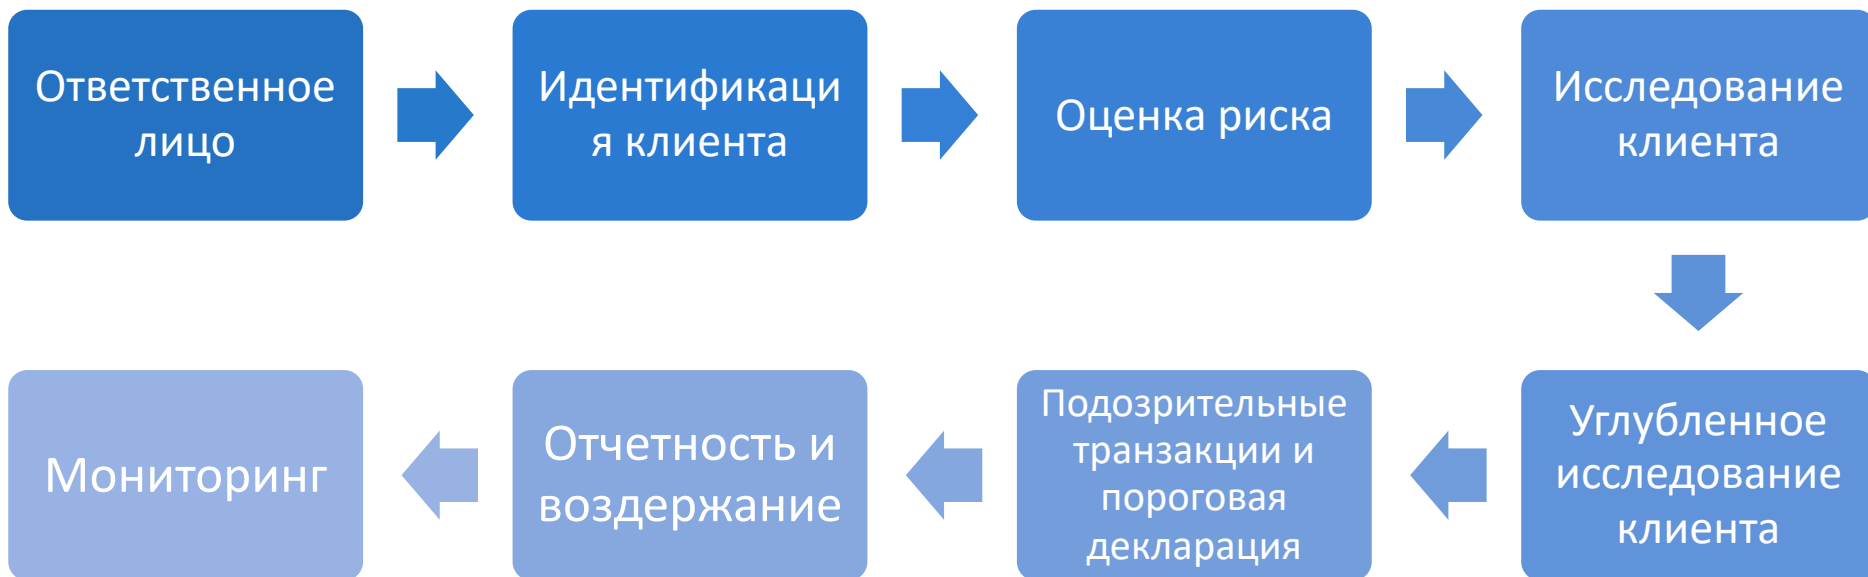 Ответственное
лицо
Идентификаци
я клиента
Оценка риска
Исследование
клиента
Углубленное
исследование
клиента
Подозрительные
транзакции и
пороговая
декларация
Отчетность и
воздержание
Мониторинг